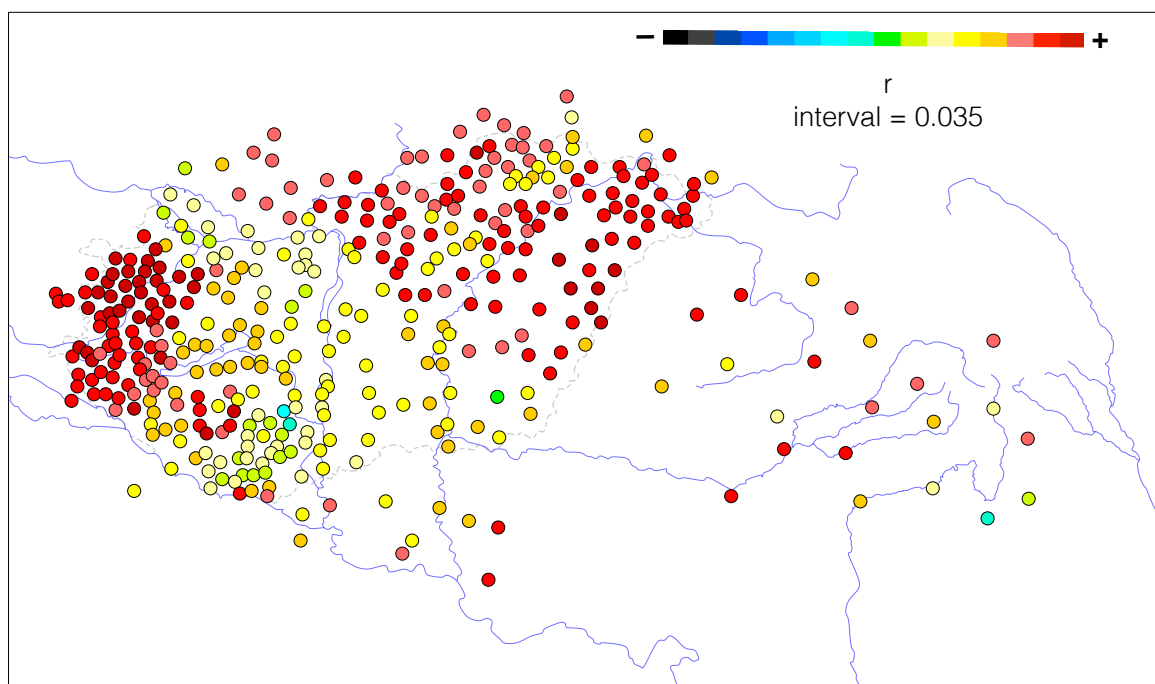 − +
r
interval = 0.035